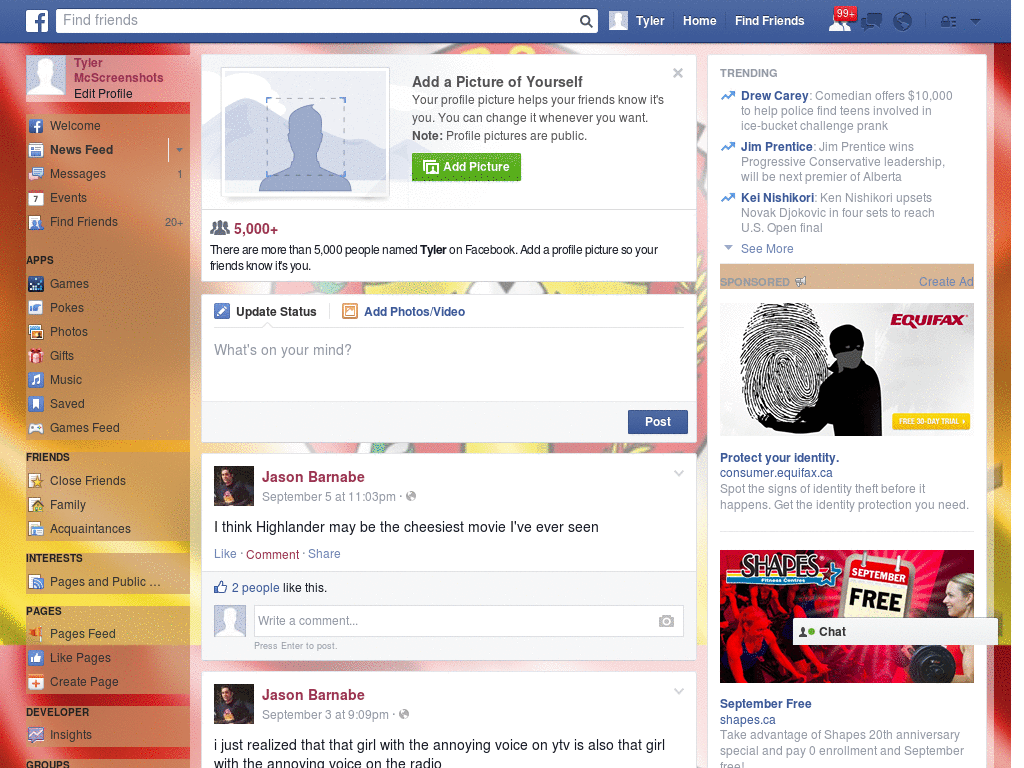 Find friends
Tyler
Home
Find Friends
99+
Tyler
McScreenshots
Edit Profile
Welcome
News Feed
Messages
1
7
Events
Find Friends
20+
APPS
Games
Pokes
Photos
Gifts
Music
Saved
Games Feed
FRIENDS
Close Friends
Family
Acquaintances
INTERESTS
Pages and Public ...
PAGES
Pages Feed
Like Pages
Create Page
DEVELOPER
Insights
GROUPS
Add a Picture of Yourself
Your profile picture helps your friends know it's
you. You can change it whenever you want.
Note: Profile pictures are public.
Add Picture
5,000+
There are more than 5,000 people named Tyler on Facebook. Add a profile picture so your
friends know it's you.
Update Status
Add Photos/Video
What's on your mind?
Post
Jason Barnabe
September 5 at 11:03pm ·
I think Highlander may be the cheesiest movie I've ever seen
Like · Comment · Share
2 people like this.
Write a comment...
Press Enter to post.
Jason Barnabe
September 3 at 9:09pm ·
i just realized that that girl with the annoying voice on ytv is also that girl
with the annoying voice on the radio
TRENDING
Drew Carey: Comedian offers $10,000
to help police find teens involved in
ice-bucket challenge prank
Jim Prentice: Jim Prentice wins
Progressive Conservative leadership,
will be next premier of Alberta
Kei Nishikori: Ken Nishikori upsets
Novak Djokovic in four sets to reach
U.S. Open final
See More
SPONSORED
Create Ad
EQUIFAX
FREE 30-DAY TRIAL
Protect your identity.
consumer.equifax.ca
Spot the signs of identity theft before it
happens. Get the identity protection you need.
SHAPES
Fitness Centres
SEPTEMBER
FREE
Chat
September Free
shapes.ca
Take advantage of Shapes 20th anniversary
special and pay 0 enrollment and September
free!